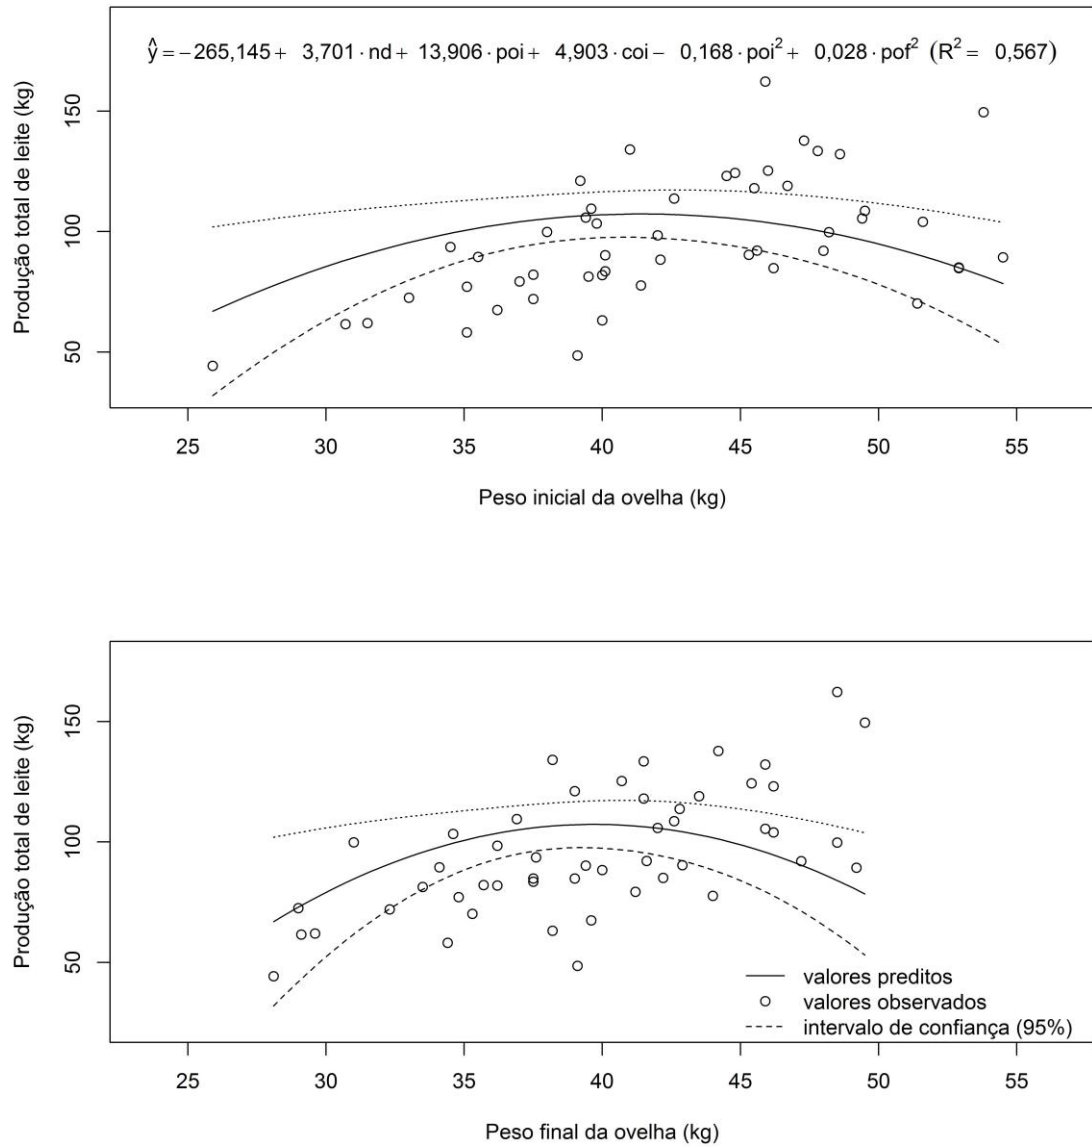 ŷ = −265,145 + 3,701 · nd + 13,906 · poi + 4,903 · coi − 0,168 · poi² + 0,028 · pof² (R² = 0,567)
Produção total de leite (kg)
150
100
50
25 30 35 40 45 50 55
Peso inicial da ovelha (kg)
Produção total de leite (kg)
150
100
50
valores preditos
valores observados
intervalo de confiança (95%)
25 30 35 40 45 50 55
Peso final da ovelha (kg)